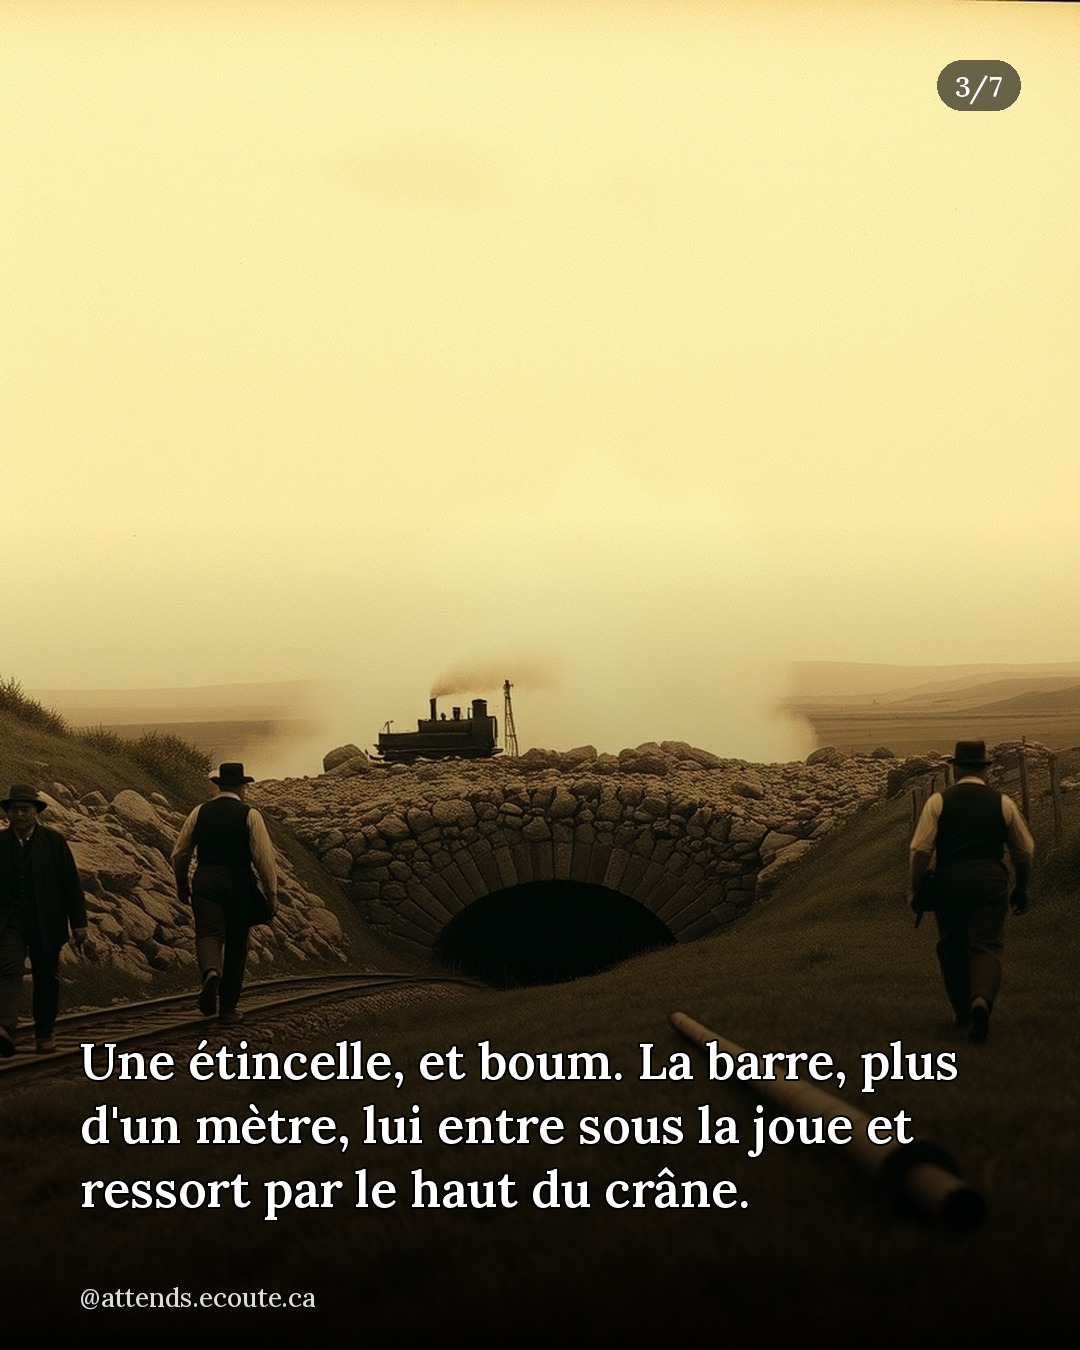 3/7
Une étincelle, et boum. La barre, plus
d'un mètre, lui entre sous la joue et
ressort par le haut du crâne.
@attends.ecoute.ca